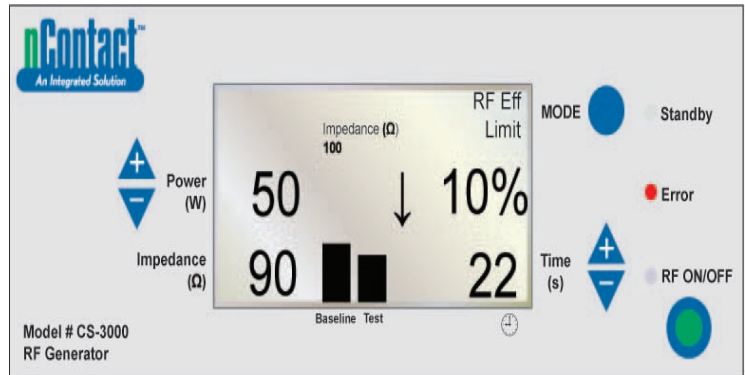 nContact™
An Integrated Solution
Power
(W)
Impedance
(Ω)
Model # CS-3000
RF Generator
Impedance (Ω)
100
RF Eff
Limit
50
↓
10%
90
22
Baseline Test
MODE
Time
(s)
Standby
Error
RF ON/OFF